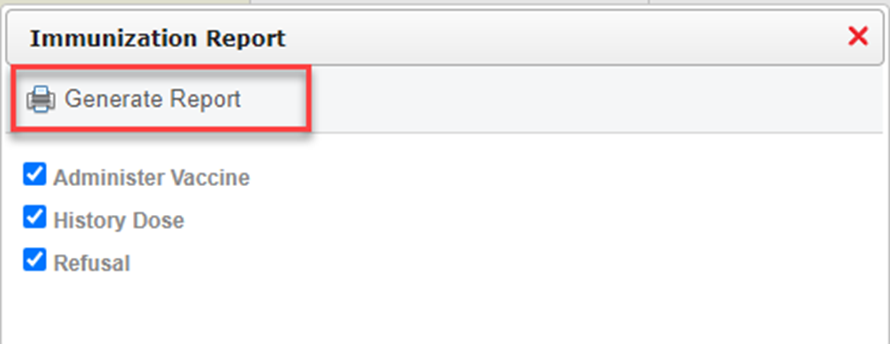 Immunization Report
Generate Report
Administer Vaccine
History Dose
Refusal